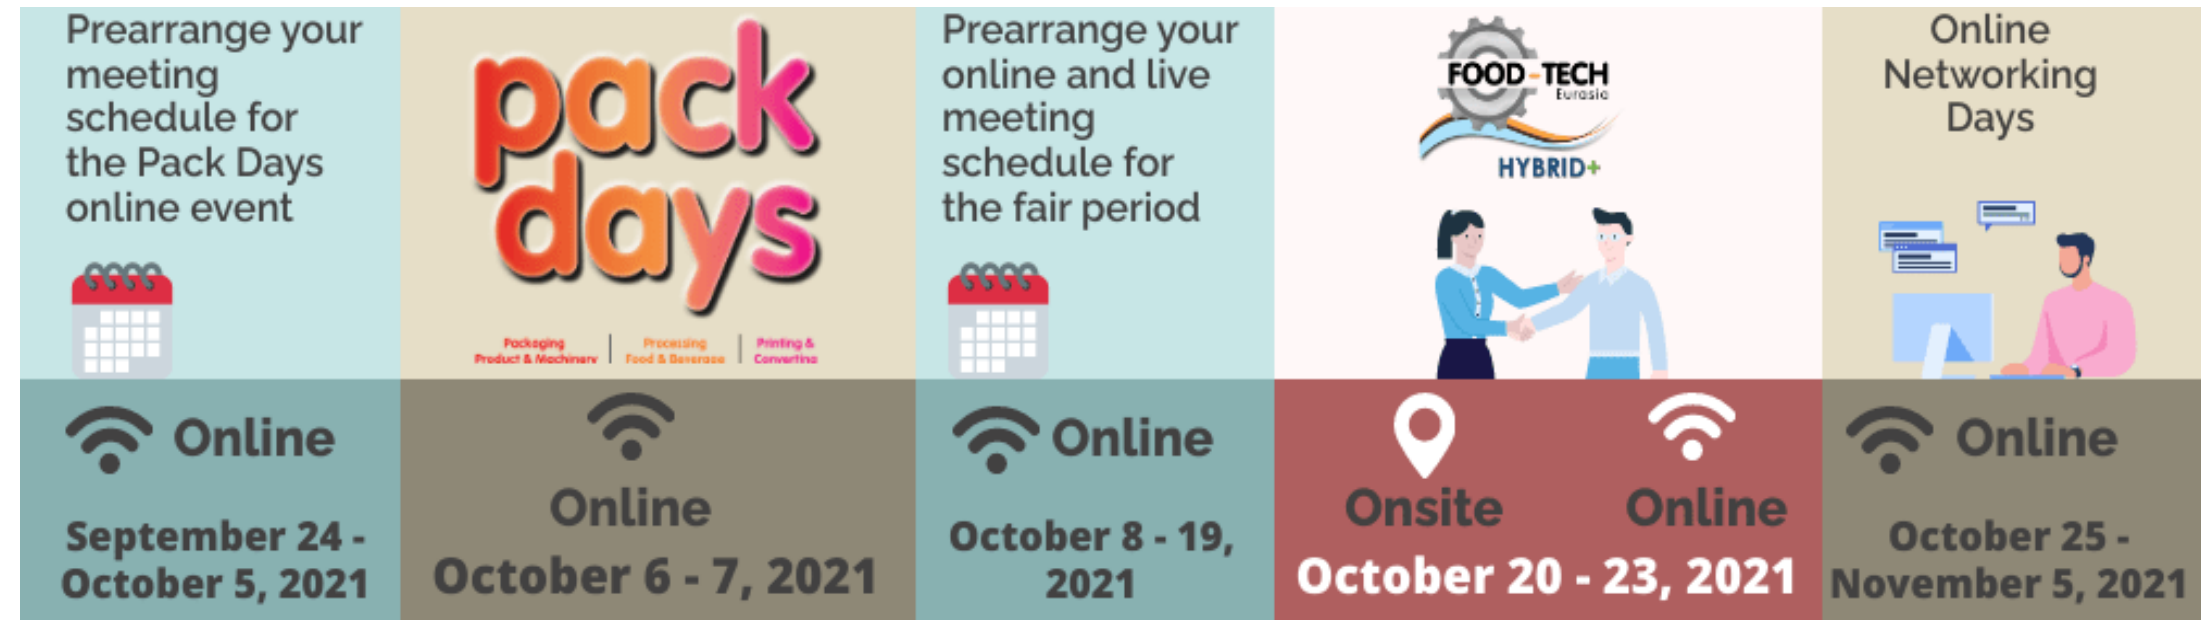 Prearrange your
meeting
schedule for
the Pack Days
online event
Online
September 24 -
October 5, 2021
pack
days
Packaging
Product & Machinery
Processing
Food & Beverage
Printing &
Converting
Online
October 6 - 7, 2021
Prearrange your
online and live
meeting
schedule for
the fair period
Online
October 8 - 19,
2021
FOOD-TECH
Eurasia
HYBRID+
Onsite
Online
October 20 - 23, 2021
Online
Networking
Days
Online
October 25 -
November 5, 2021